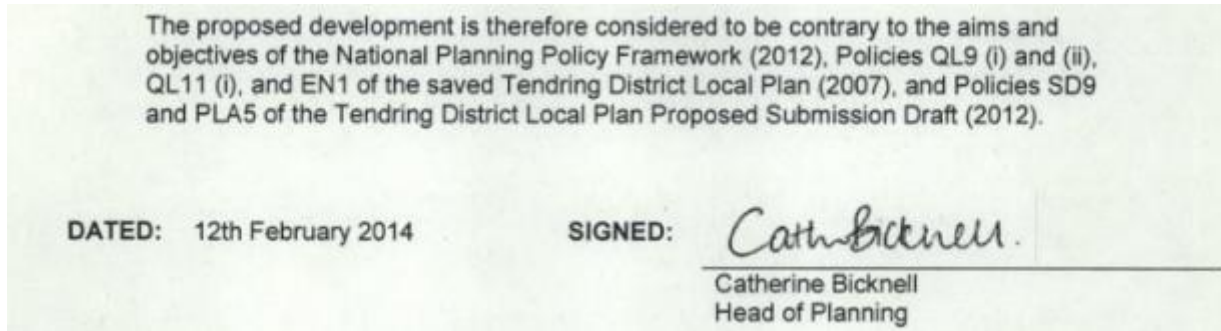 The proposed development is therefore considered to be contrary to the aims and
objectives of the National Planning Policy Framework (2012), Policies QL9 (i) and (ii),
QL11 (i), and EN1 of the saved Tendring District Local Plan (2007), and Policies SD9
and PLA5 of the Tendring District Local Plan Proposed Submission Draft (2012).
DATED: 12th February 2014 SIGNED: Cath Bicknell.
Catherine Bicknell
Head of Planning